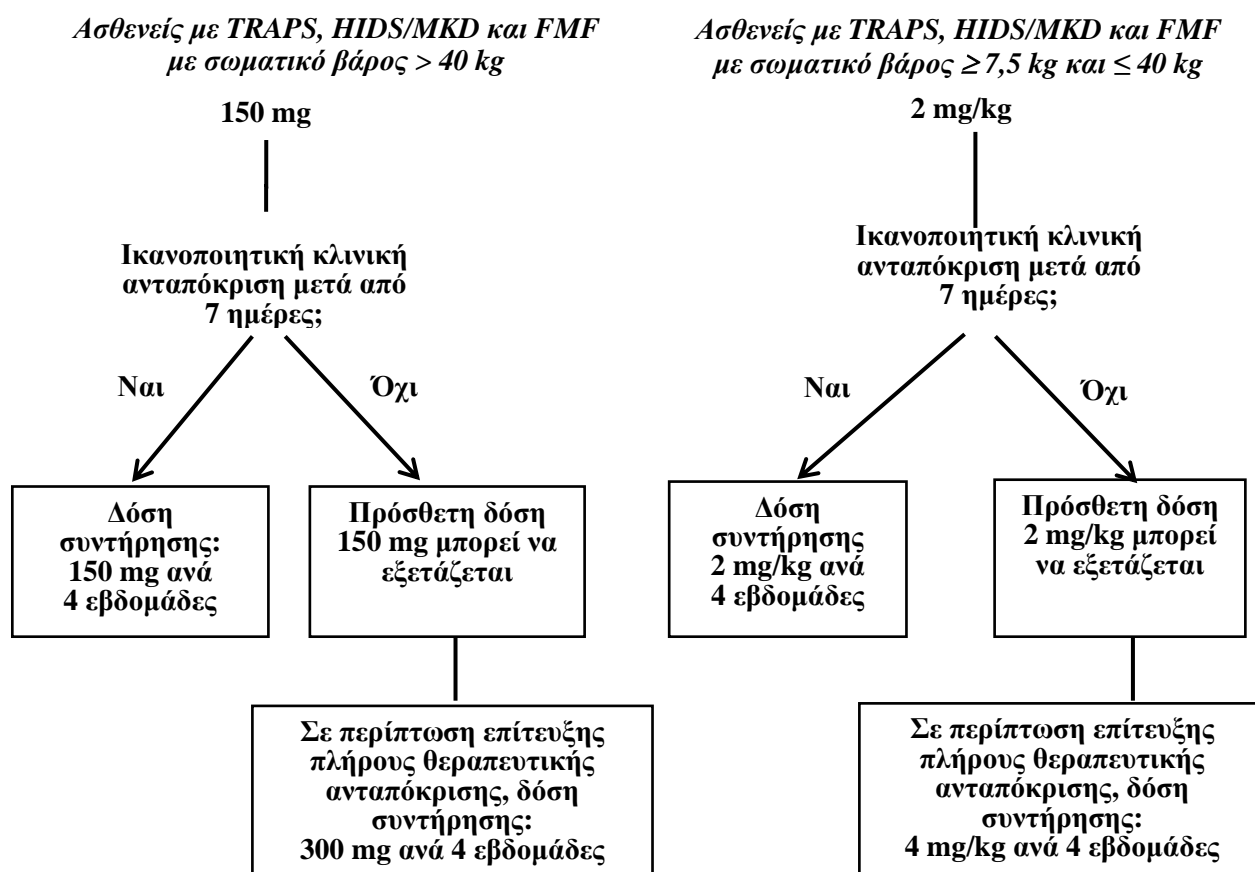 Ασθενείς με TRAPS, HIDS/MKD και FMF
με σωματικό βάρος > 40 kg
150 mg
Ικανοποιητική κλινική
ανταπόκριση μετά από
7 ημέρες;
Ναι
Όχι
Δόση
συντήρησης:
150 mg ανά
4 εβδομάδες
Πρόσθετη δόση
150 mg μπορεί να
εξετάζεται
Σε περίπτωση επίτευξης
πλήρους θεραπευτικής
ανταπόκρισης, δόση
συντήρησης:
300 mg ανά 4 εβδομάδες
Ασθενείς με TRAPS, HIDS/MKD και FMF
με σωματικό βάρος ≥ 7,5 kg και ≤ 40 kg
2 mg/kg
Ικανοποιητική κλινική
ανταπόκριση μετά από
7 ημέρες;
Ναι
Όχι
Δόση
συντήρησης
2 mg/kg ανά
4 εβδομάδες
Πρόσθετη δόση
2 mg/kg μπορεί
να εξετάζεται
Σε περίπτωση επίτευξης
πλήρους θεραπευτικής
ανταπόκρισης, δόση
συντήρησης:
4 mg/kg ανά 4 εβδομάδες